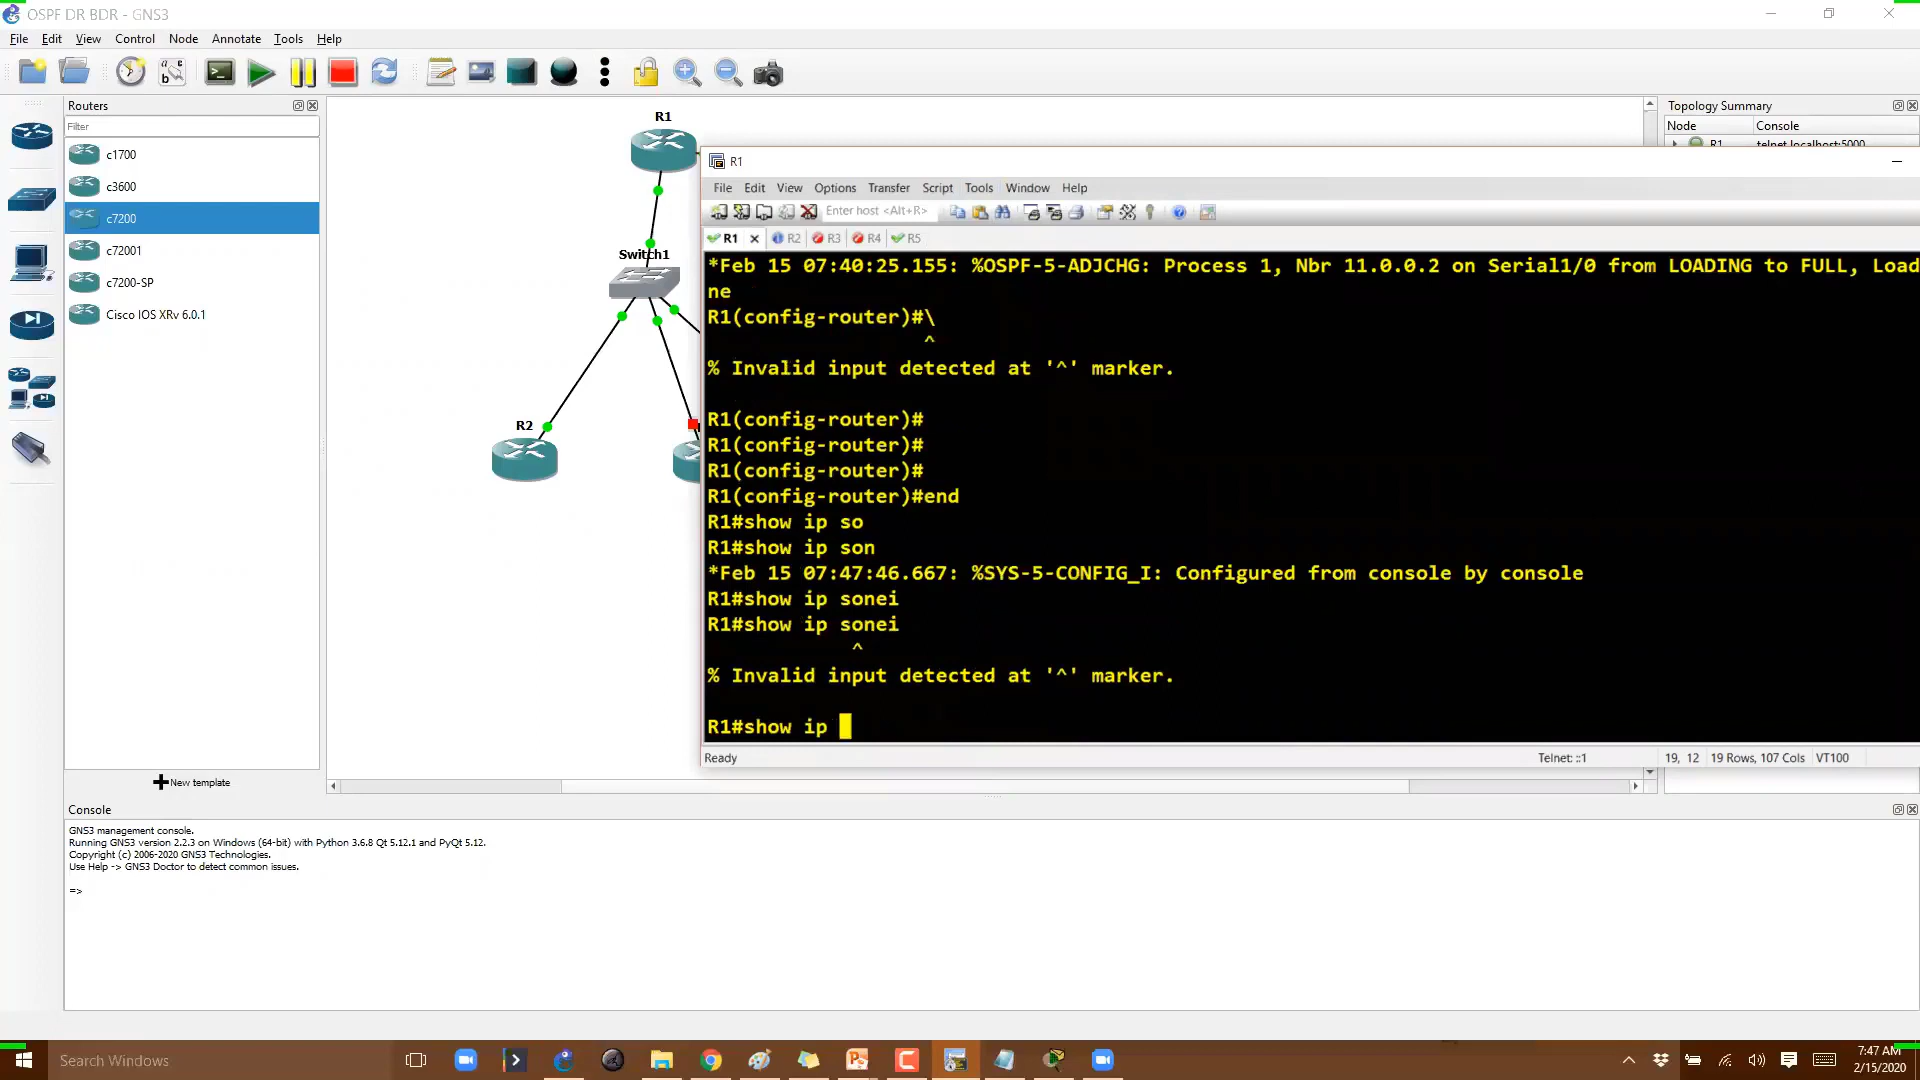 OSPF DR BDR - GNS3
File Edit View Control Node Annotate Tools Help
Routers
Filter
c1700
c3600
c7200
c72001
c7200-SP
Cisco IOS XRv 6.0.1
New template
R1
Switch1
R2
Topology Summary
Node Console
R1 telnet localhost:5000
R1
File Edit View Options Transfer Script Tools Window Help
Enter host <Alt+R>
R1 R2 R3 R4 R5
*Feb 15 07:40:25.155: %OSPF-5-ADJCHG: Process 1, Nbr 11.0.0.2 on Serial1/0 from LOADING to FULL, Load
ne
R1(config-router)#\
^
% Invalid input detected at '^' marker.
R1(config-router)#
R1(config-router)#
R1(config-router)#
R1(config-router)#end
R1#show ip so
R1#show ip son
*Feb 15 07:47:46.667: %SYS-5-CONFIG_I: Configured from console by console
R1#show ip sonei
R1#show ip sonei
^
% Invalid input detected at '^' marker.
R1#show ip
Ready Telnet: ::1 19, 12 19 Rows, 107 Cols VT100
Console
GNS3 management console.
Running GNS3 version 2.2.3 on Windows (64-bit) with Python 3.6.8 Qt 5.12.1 and PyQt 5.12.
Copyright (c) 2006-2020 GNS3 Technologies.
Use Help -> GNS3 Doctor to detect common issues.
=>
Search Windows
7:47 AM
2/15/2020